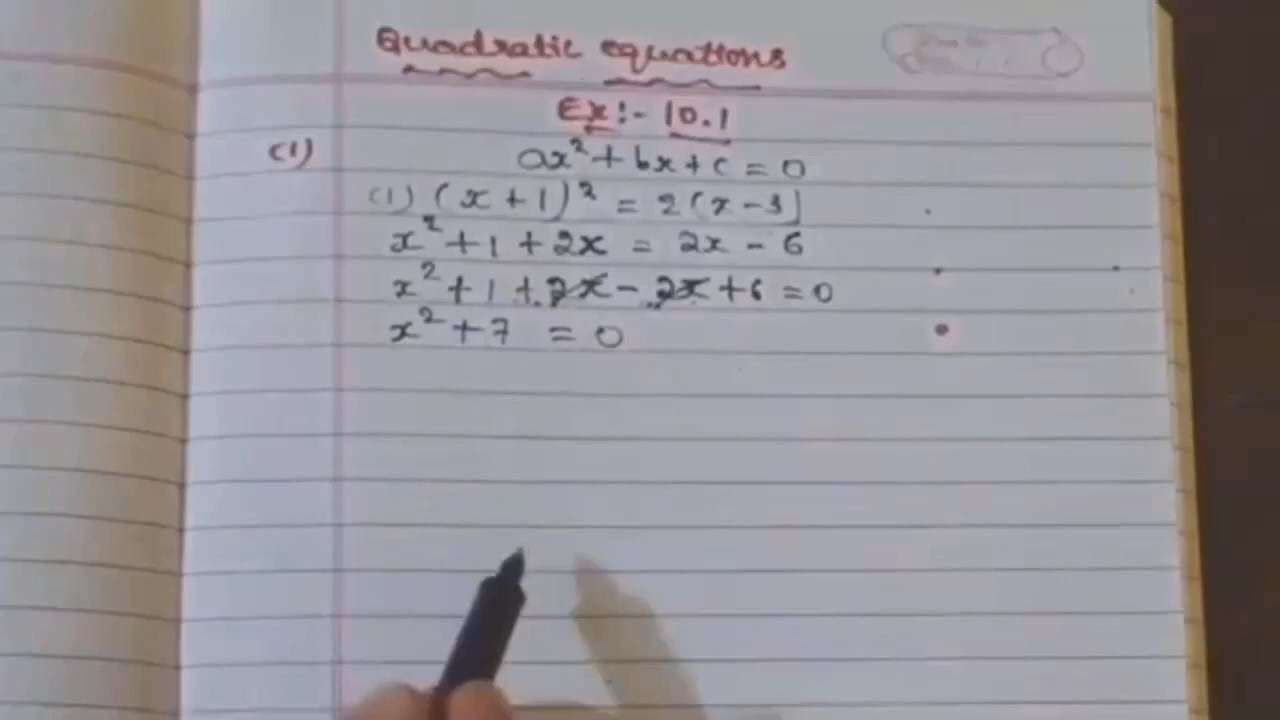 Quadratic equations
Ex:- 10.1
(1) ax² + bx + c = 0
(1) (x + 1)² = 2(x - 3)
x² + 1 + 2x = 2x - 6
x² + 1 + 2x - 2x + 6 = 0
x² + 7 = 0